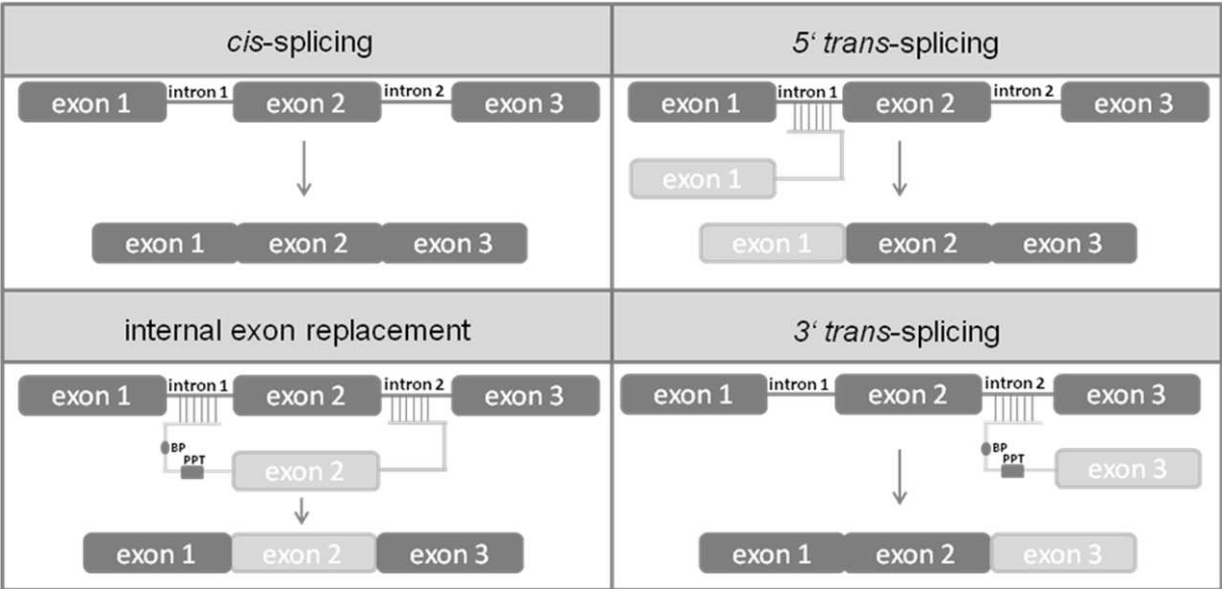 cis-splicing
exon 1 intron 1 exon 2 intron 2 exon 3
exon 1 exon 2 exon 3
5‘ trans-splicing
exon 1 intron 1 exon 2 intron 2 exon 3
exon 1
exon 1 exon 2 exon 3
internal exon replacement
exon 1 intron 1 exon 2 intron 2 exon 3
BP
PPT
exon 2
exon 1 exon 2 exon 3
3‘ trans-splicing
exon 1 intron 1 exon 2 intron 2 exon 3
BP
PPT
exon 3
exon 1 exon 2 exon 3